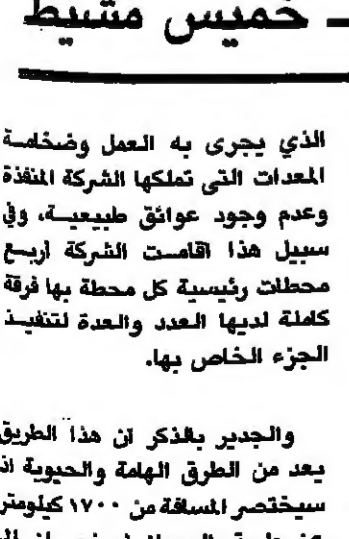 ـ خميس مشيط
الذي يجرى به العمل وضخامة
المعدات التى تملكها الشركة المنفذة
وعدم وجود عوائق طبيعية، وفي
سبيل هذا أقامت الشركة أربع
محطات رئيسية كل محطة بها فرقة
كاملة لديها العدد والعدة لتنفيذ
الجزء الخاص بها.
والجدير بالذكر ان هذا الطريق
يعد من الطرق الهامة والحيوية اذ
سيختصر المسافة من ١٧٠٠ كيلومتر